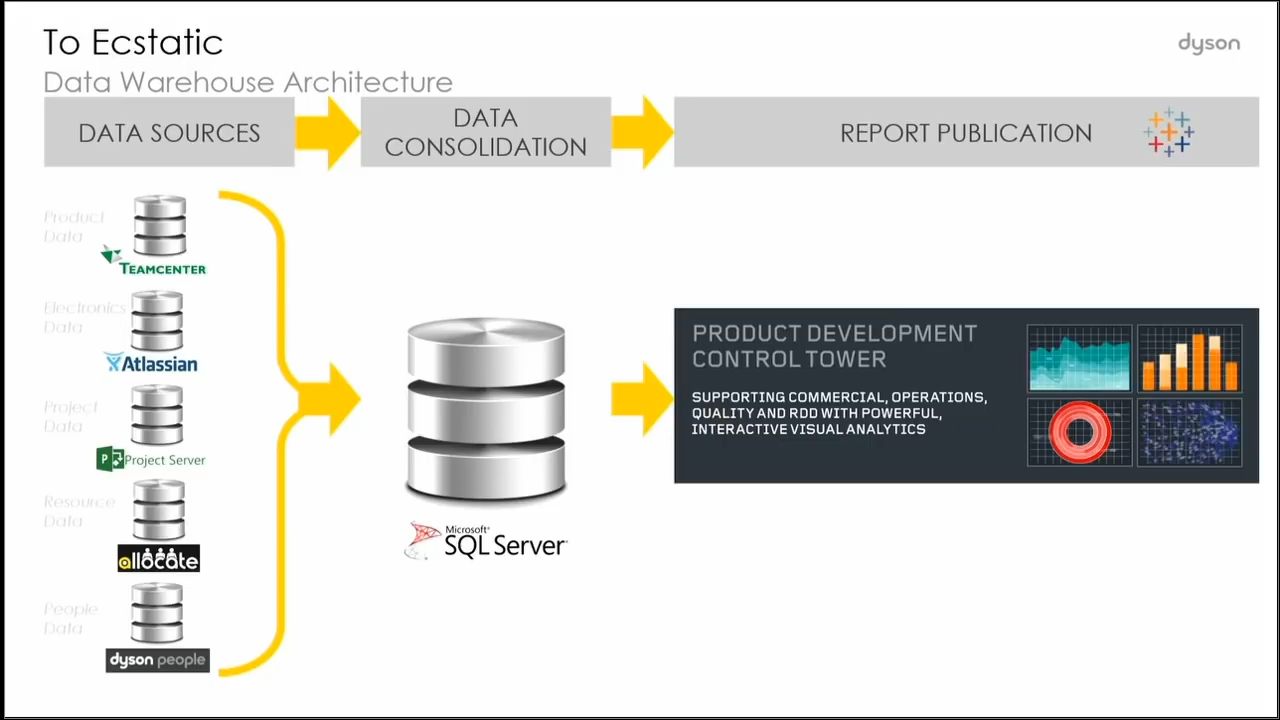 To Ecstatic
dyson
Data Warehouse Architecture
DATA SOURCES
DATA
CONSOLIDATION
REPORT PUBLICATION
Product
Data
TEAMCENTER
Electronics
Data
Atlassian
Project
Data
P
Project Server
Resource
Data
allocate
People
Data
dyson people
Microsoft
SQL Server
PRODUCT DEVELOPMENT
CONTROL TOWER
SUPPORTING COMMERCIAL, OPERATIONS,
QUALITY AND RDD WITH POWERFUL,
INTERACTIVE VISUAL ANALYTICS